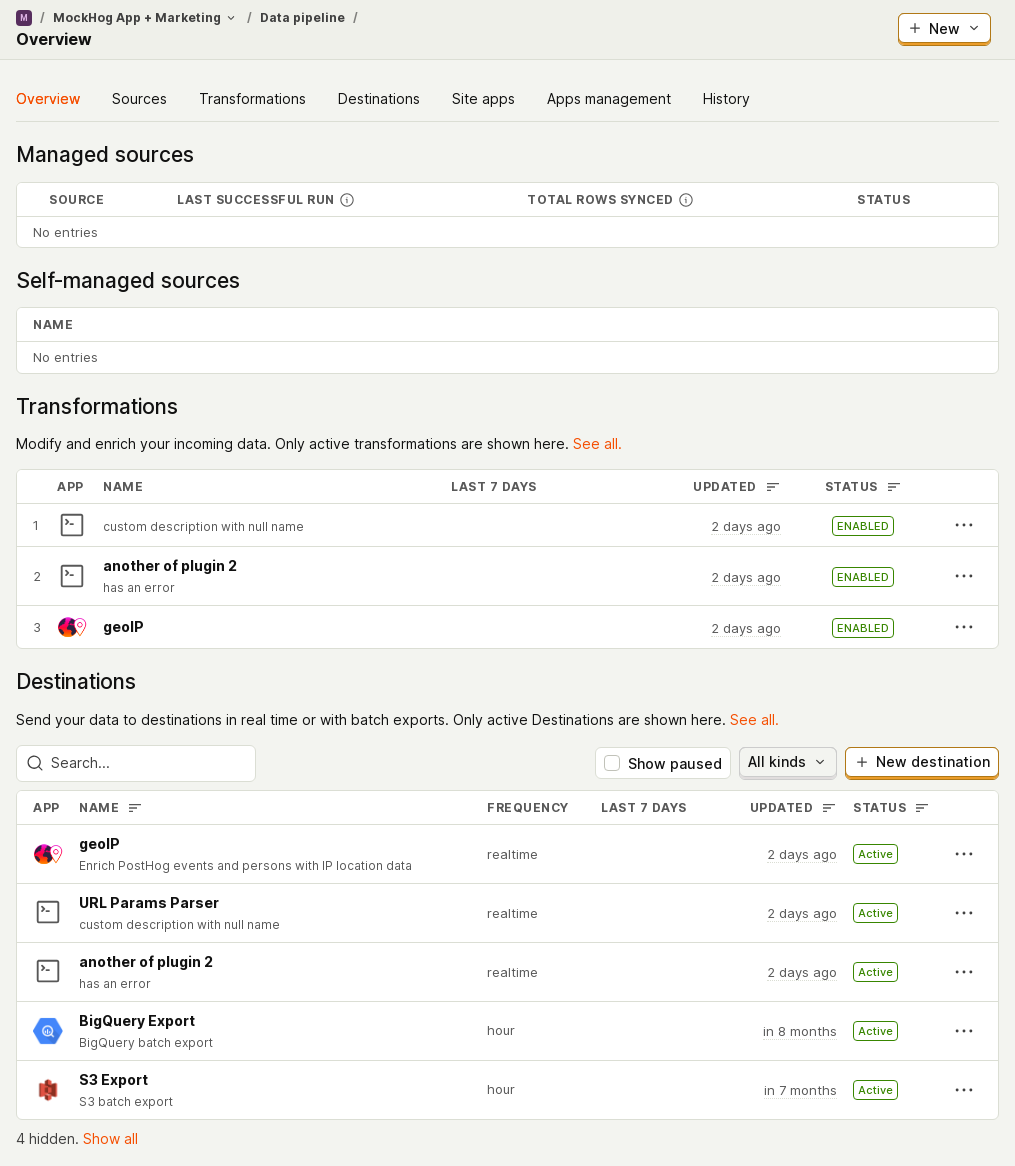 M / MockHog App + Marketing / Data pipeline /
Overview
+ New
Overview Sources Transformations Destinations Site apps Apps management History
Managed sources
SOURCE LAST SUCCESSFUL RUN TOTAL ROWS SYNCED STATUS
No entries
Self-managed sources
NAME
No entries
Transformations
Modify and enrich your incoming data. Only active transformations are shown here. See all.
APP NAME LAST 7 DAYS UPDATED STATUS
1 custom description with null name 2 days ago ENABLED
another of plugin 2
2 2 days ago ENABLED
has an error
3 geoIP 2 days ago ENABLED
Destinations
Send your data to destinations in real time or with batch exports. Only active Destinations are shown here. See all.
Search... Show paused All kinds + New destination
APP NAME FREQUENCY LAST 7 DAYS UPDATED STATUS
geoIP
realtime 2 days ago Active
Enrich PostHog events and persons with IP location data
URL Params Parser
realtime 2 days ago Active
custom description with null name
another of plugin 2
realtime 2 days ago Active
has an error
BigQuery Export
hour in 8 months Active
BigQuery batch export
S3 Export
hour in 7 months Active
S3 batch export
4 hidden. Show all